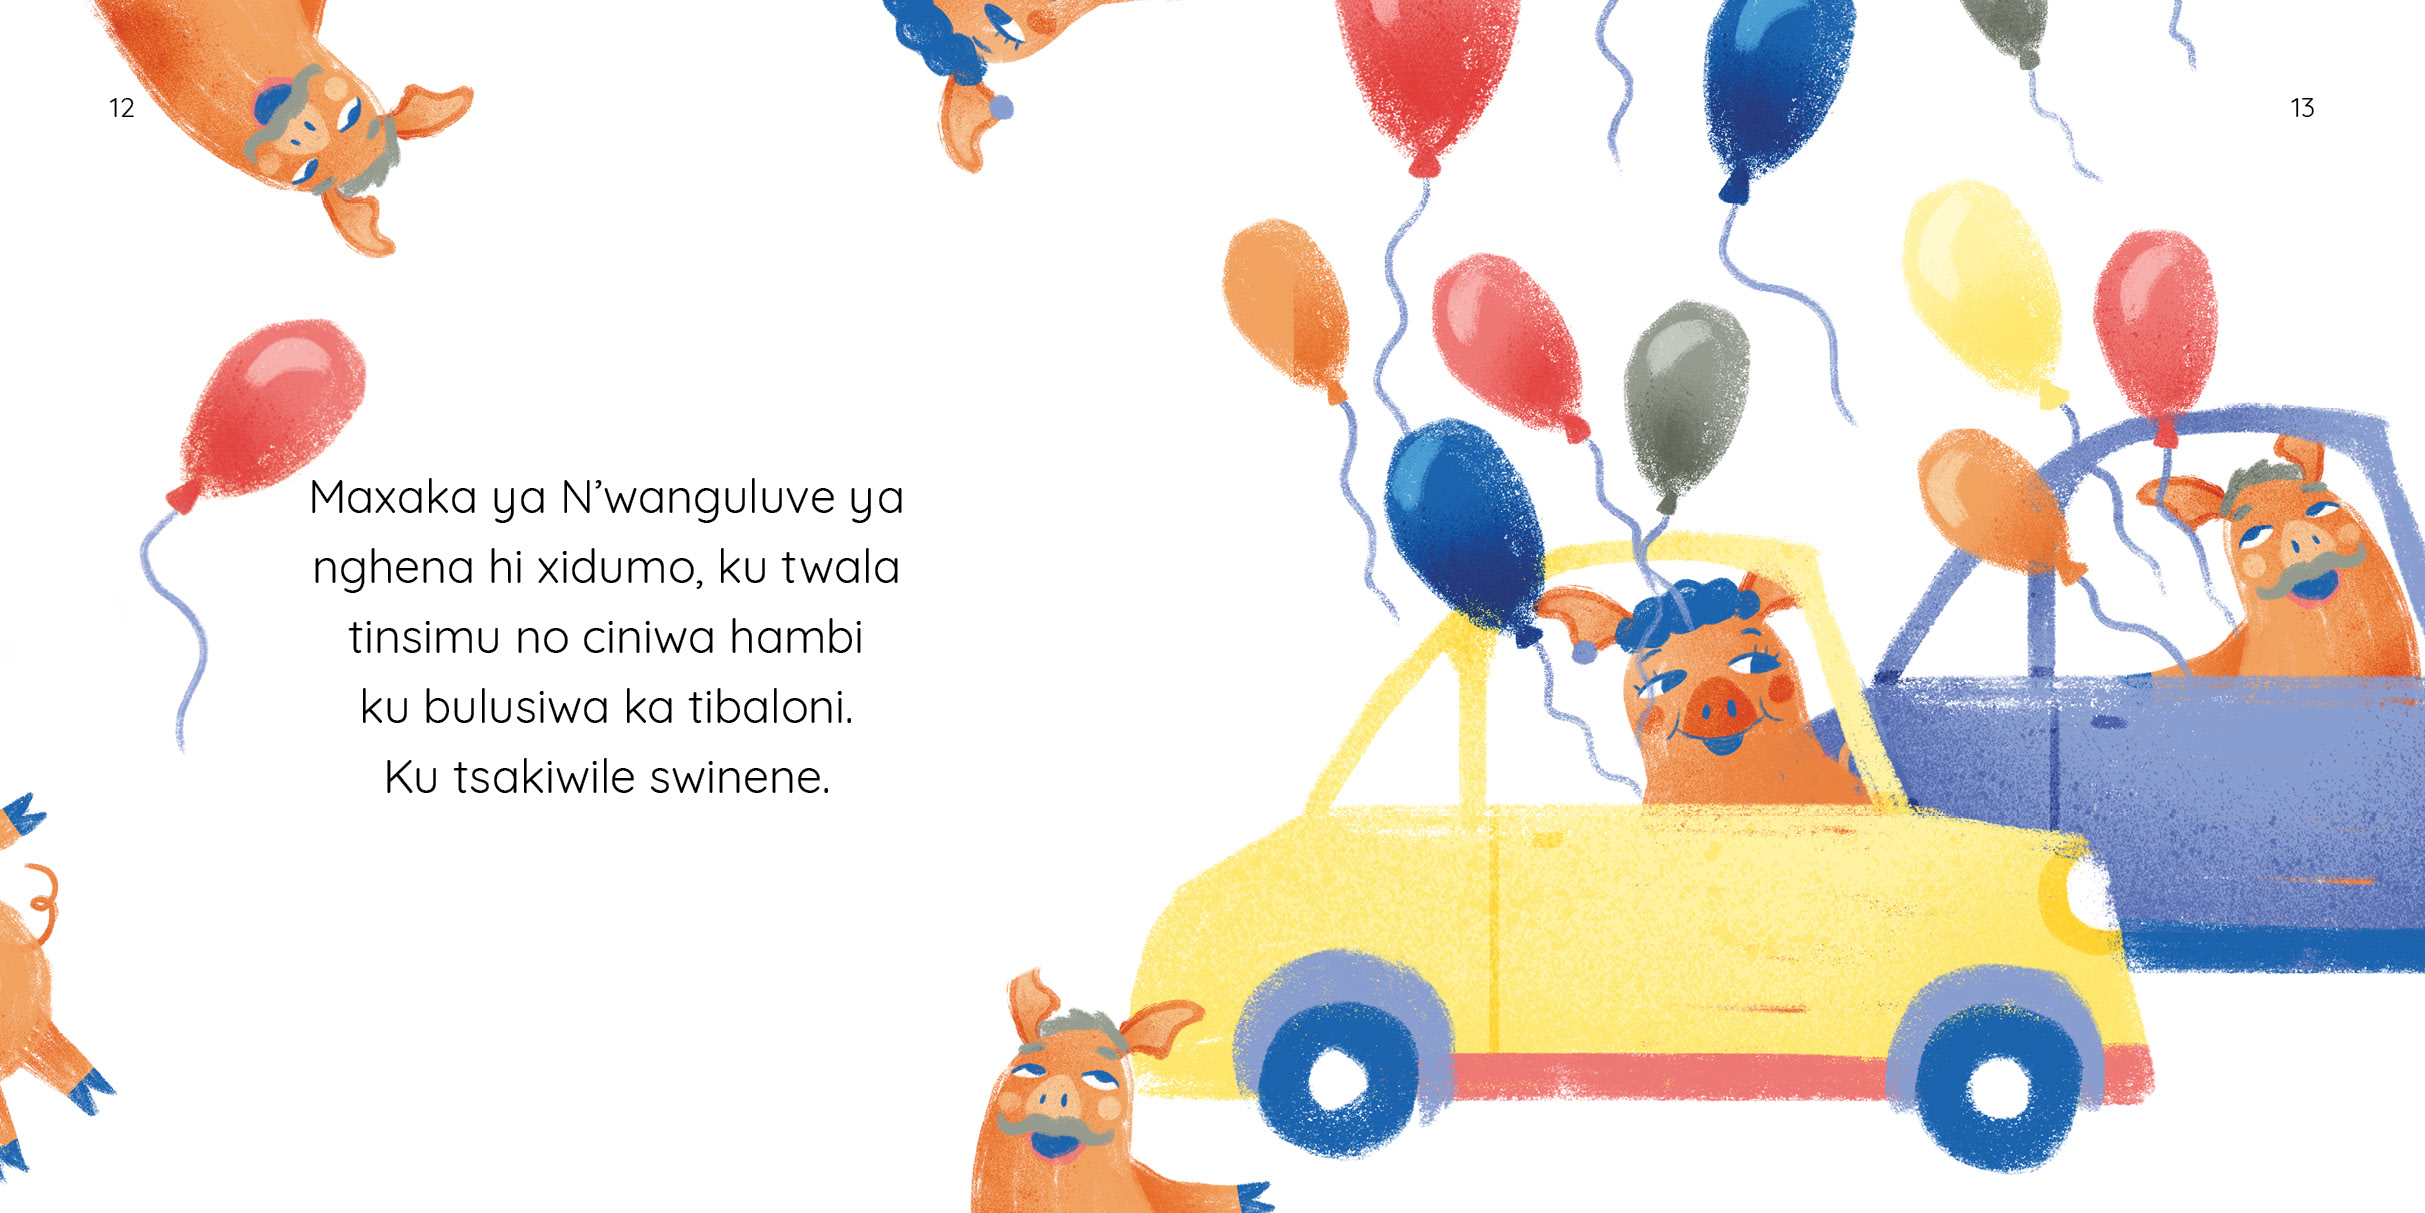 12
13
Maxaka ya N’wanguluve ya
nghena hi xidumo, ku twala
tinsimu no ciniwa hambi
ku bulusiwa ka tibaloni.
Ku tsakiwile swinene.